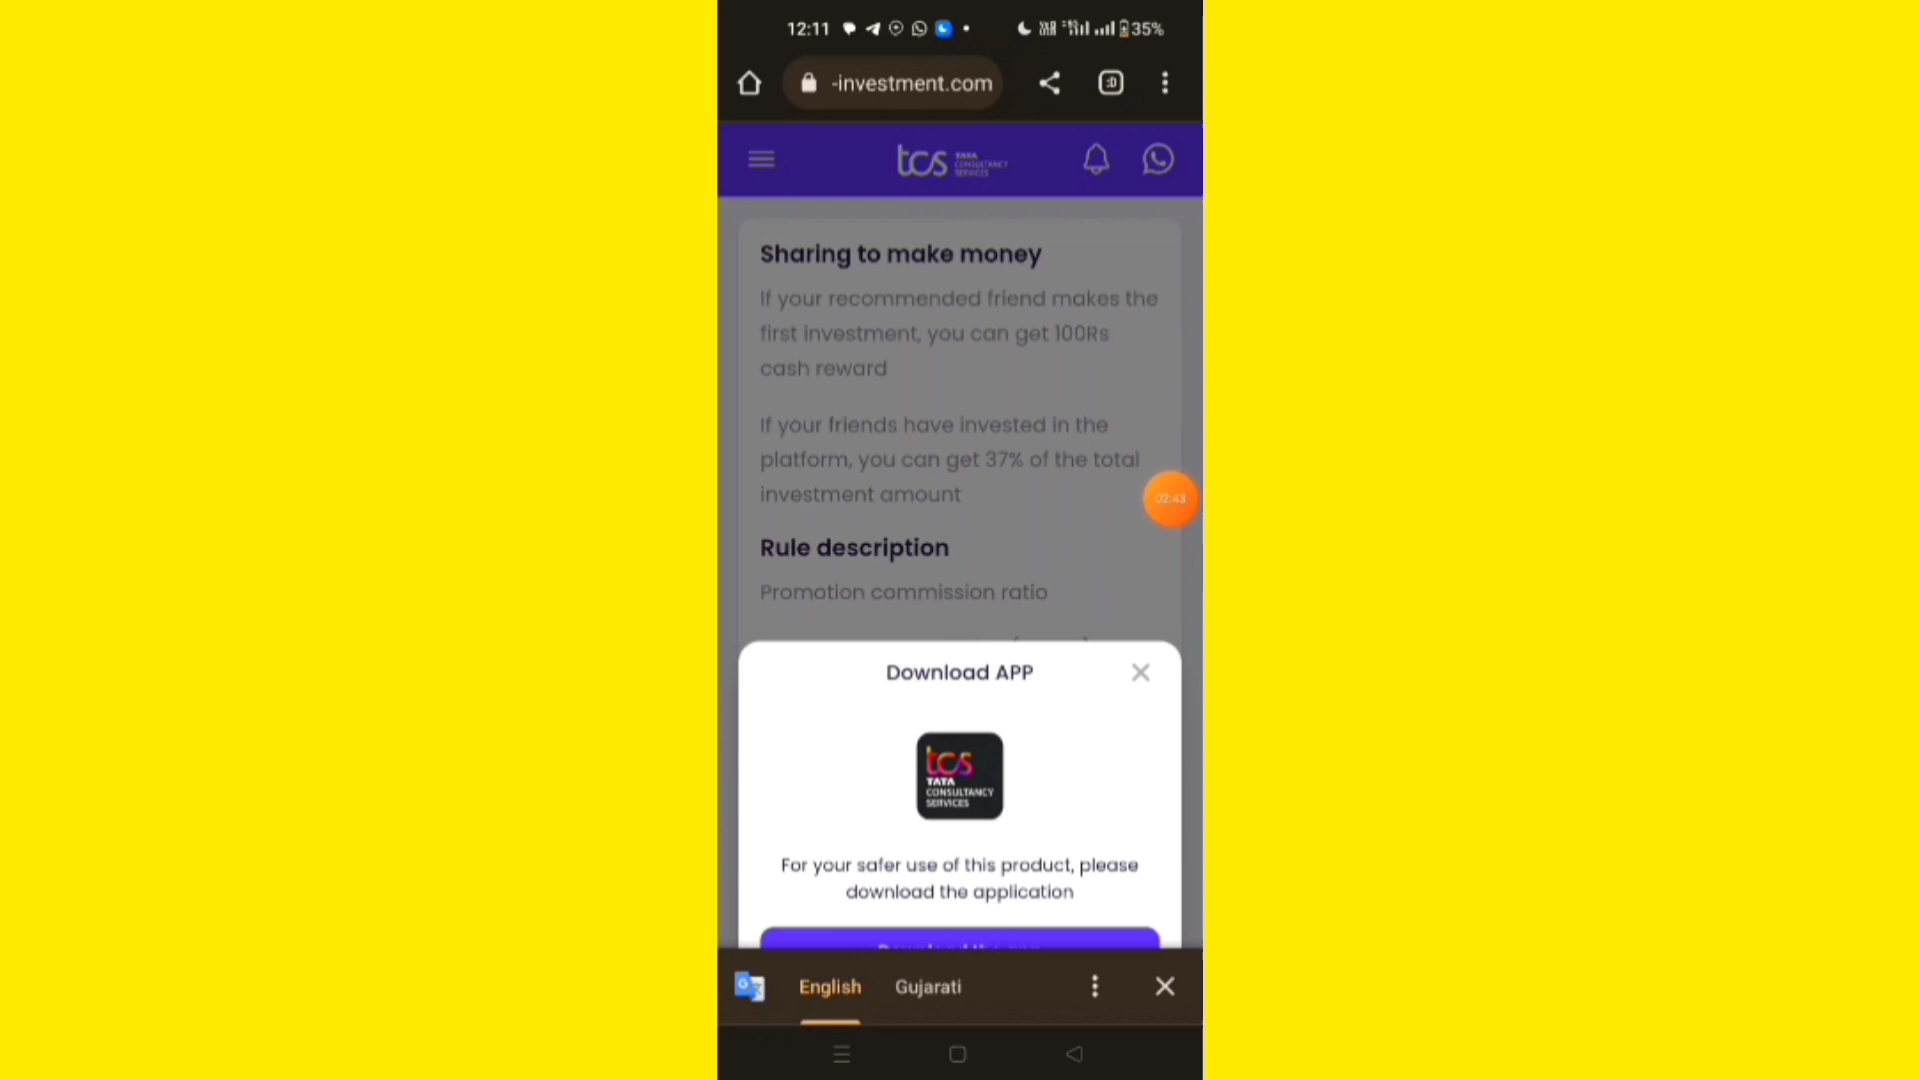 12:11
35%
-investment.com
:D
tcs TATA
CONSULTANCY
SERVICES
Sharing to make money
If your recommended friend makes the
first investment, you can get 100Rs
cash reward
If your friends have invested in the
platform, you can get 37% of the total
investment amount
02:43
Rule description
Promotion commission ratio
Download APP
tcs
TATA
CONSULTANCY
SERVICES
For your safer use of this product, please
download the application
English Gujarati